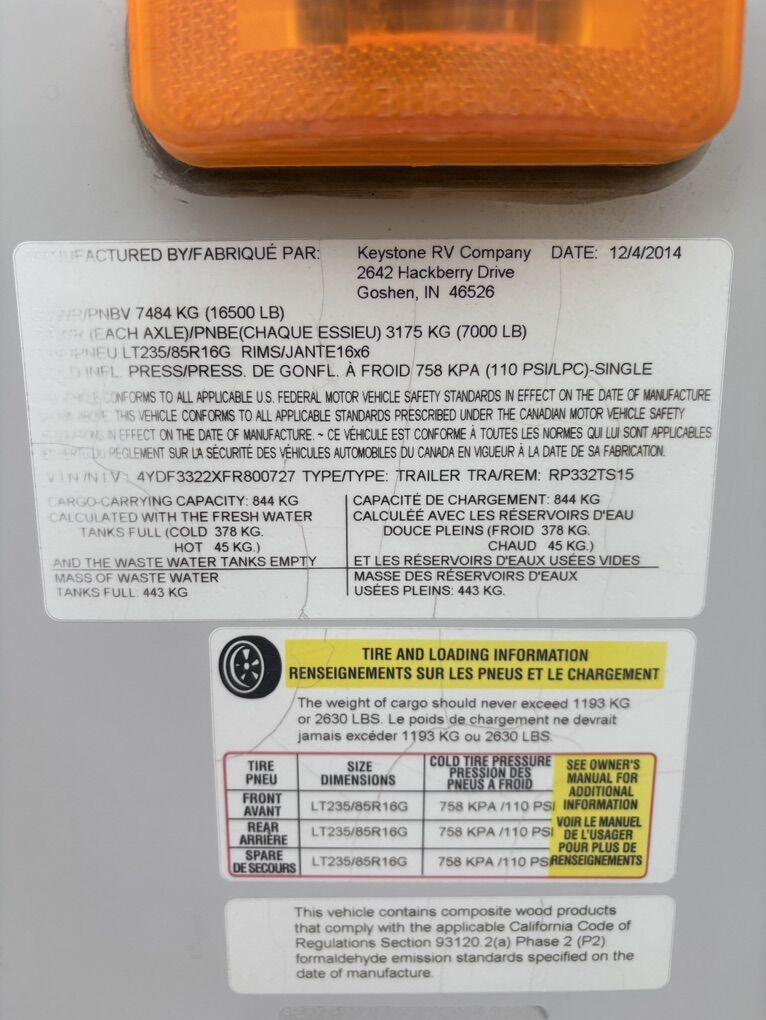 MANUFACTURED BY/FABRIQUÉ PAR: Keystone RV Company DATE: 12/4/2014
2642 Hackberry Drive
Goshen, IN 46526
GVWR/PNBV 7484 KG (16500 LB)
(EACH AXLE)/PNBE(CHAQUE ESSIEU) 3175 KG (7000 LB)
TIRE/PNEU LT235/85R16G RIMS/JANTE16x6
COLD INFL. PRESS/PRESS. DE GONFL. À FROID 758 KPA (110 PSI/LPC)-SINGLE
VEHICLE CONFORMS TO ALL APPLICABLE U.S. FEDERAL MOTOR VEHICLE SAFETY STANDARDS IN EFFECT ON THE DATE OF MANUFACTURE
SHOWN ABOVE. THIS VEHICLE CONFORMS TO ALL APPLICABLE STANDARDS PRESCRIBED UNDER THE CANADIAN MOTOR VEHICLE SAFETY
REGULATIONS IN EFFECT ON THE DATE OF MANUFACTURE. ~ CE VÉHICULE EST CONFORME À TOUTES LES NORMES QUI LUI SONT APPLICABLES
EN VERTU DU RÈGLEMENT SUR LA SÉCURITÉ DES VÉHICULES AUTOMOBILES DU CANADA EN VIGUEUR À LA DATE DE SA FABRICATION.
V I N /N I V : 4YDF3322XFR800727 TYPE/TYPE: TRAILER TRA/REM: RP332TS15
CARGO-CARRYING CAPACITY: 844 KG
CALCULATED WITH THE FRESH WATER
TANKS FULL (COLD 378 KG.
HOT 45 KG.)
AND THE WASTE WATER TANKS EMPTY
MASS OF WASTE WATER
TANKS FULL: 443 KG
CAPACITÉ DE CHARGEMENT: 844 KG
CALCULÉE AVEC LES RÉSERVOIRS D'EAU
DOUCE PLEINS (FROID 378 KG.
CHAUD 45 KG.)
ET LES RÉSERVOIRS D'EAUX USÉES VIDES
MASSE DES RÉSERVOIRS D'EAUX
USÉES PLEINS: 443 KG.
TIRE AND LOADING INFORMATION
RENSEIGNEMENTS SUR LES PNEUS ET LE CHARGEMENT
The weight of cargo should never exceed 1193 KG
or 2630 LBS. Le poids de chargement ne devrait
jamais excéder 1193 KG ou 2630 LBS.
TIRE
PNEU
SIZE
DIMENSIONS
COLD TIRE PRESSURE
PRESSION DES
PNEUS A FROID
FRONT
AVANT
LT235/85R16G
758 KPA /110 PSI
REAR
ARRIÈRE
LT235/85R16G
758 KPA /110 PSI
SPARE
DE SECOURS
LT235/85R16G
758 KPA /110 PSI
SEE OWNER'S
MANUAL FOR
ADDITIONAL
INFORMATION
VOIR LE MANUEL
DE L'USAGER
POUR PLUS DE
RENSEIGNEMENTS
This vehicle contains composite wood products
that comply with the applicable California Code of
Regulations Section 93120.2(a) Phase 2 (P2)
formaldehyde emission standards specified on the
date of manufacture.